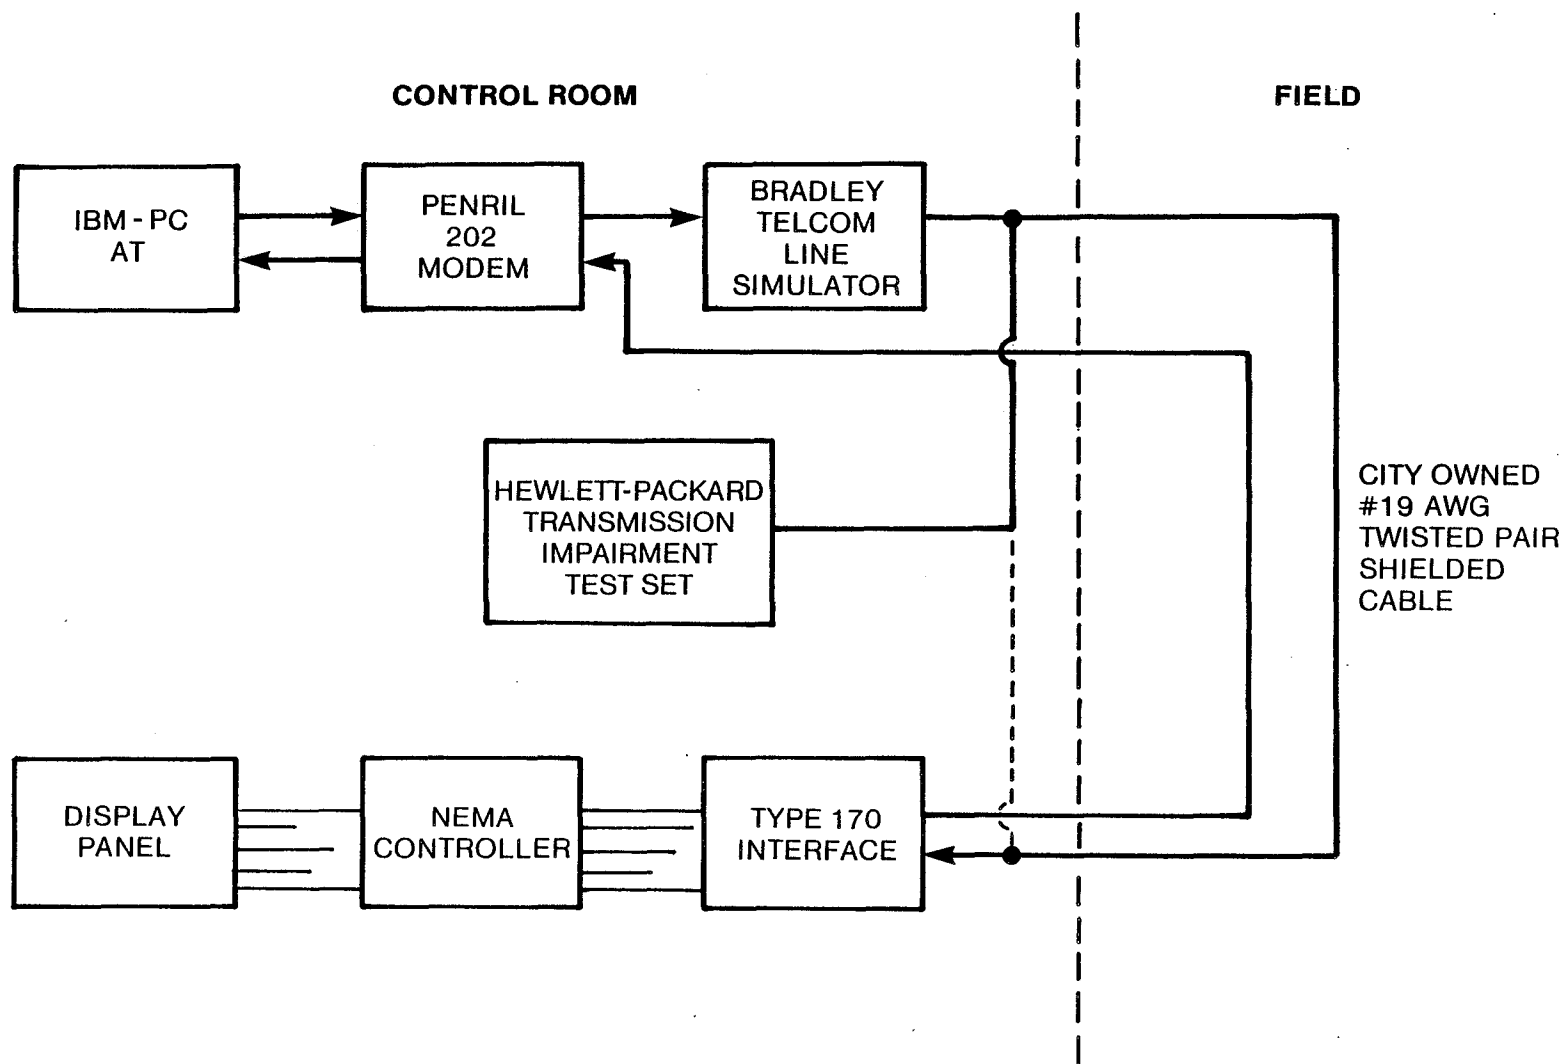 CONTROL ROOM
FIELD
IBM - PC
AT
PENRIL
202
MODEM
BRADLEY
TELCOM
LINE
SIMULATOR
HEWLETT-PACKARD
TRANSMISSION
IMPAIRMENT
TEST SET
CITY OWNED
#19 AWG
TWISTED PAIR
SHIELDED
CABLE
DISPLAY
PANEL
NEMA
CONTROLLER
TYPE 170
INTERFACE